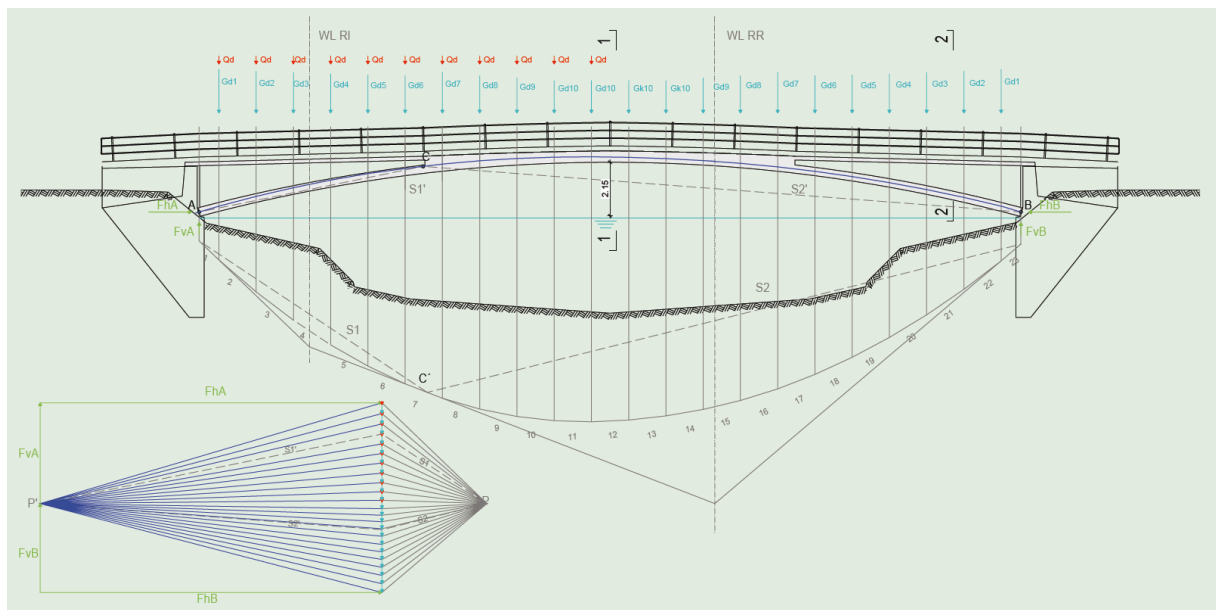 WL RI
1
WL RR
2
Qd Qd Qd Qd Qd Qd Qd Qd Qd Qd Qd
Gd1 Gd2 Gd3 Gd4 Gd5 Gd6 Gd7 Gd8 Gd9 Gd10 Gd10 Gk10 Gk10 Gd9 Gd8 Gd7 Gd6 Gd5 Gd4 Gd3 Gd2 Gd1
C
S1' 2.15 S2'
A B
FhA 2 FhB
FvA 1 FvB
1 23
2 S2 22
3 S1 21
4 20
5 19
6 C´ 18
7 17
8 16
9 15
10 11 12 13 14
FhA
FvA S1' S1
P' P
S2' S2
FvB
FhB